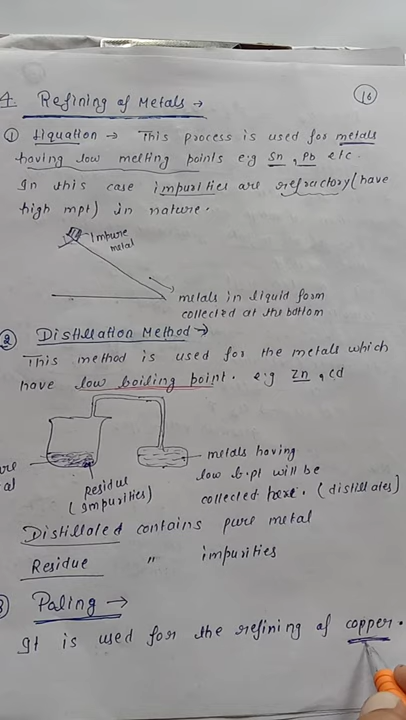 4. Refining of Metals →
16
① Liquation → This process is used for metals
having low melting points e.g Sn, Pb etc.
In this case impurities are refractory (have
high mpt) in nature.
Impure
metal
metals in liquid form
collected at the bottom
② Distillation Method →
This method is used for the metals which
have low boiling point. e.g Zn, Cd
Residue
(Impurities)
metals having
low b.pt will be
collected here. (distillates)
Distillated contains pure metal
Residue " impurities
Paling →
It is used for the refining of copper.